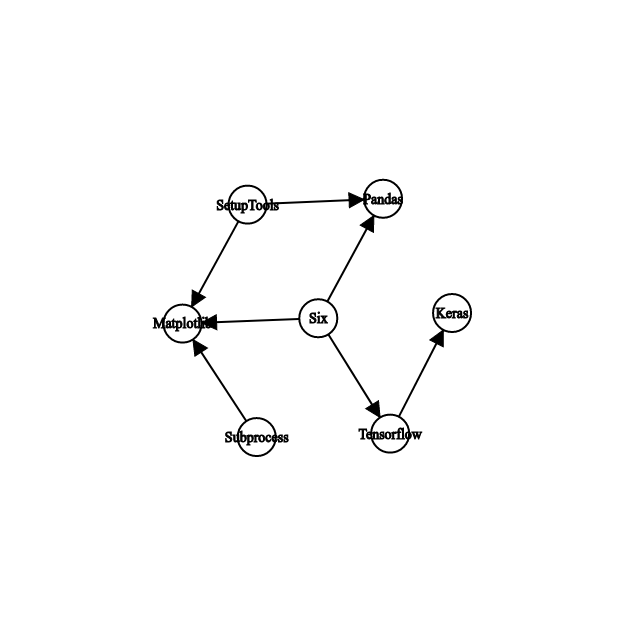 SetupTools
Pandas
Keras
Six
Matplotlib
Tensorflow
Subprocess